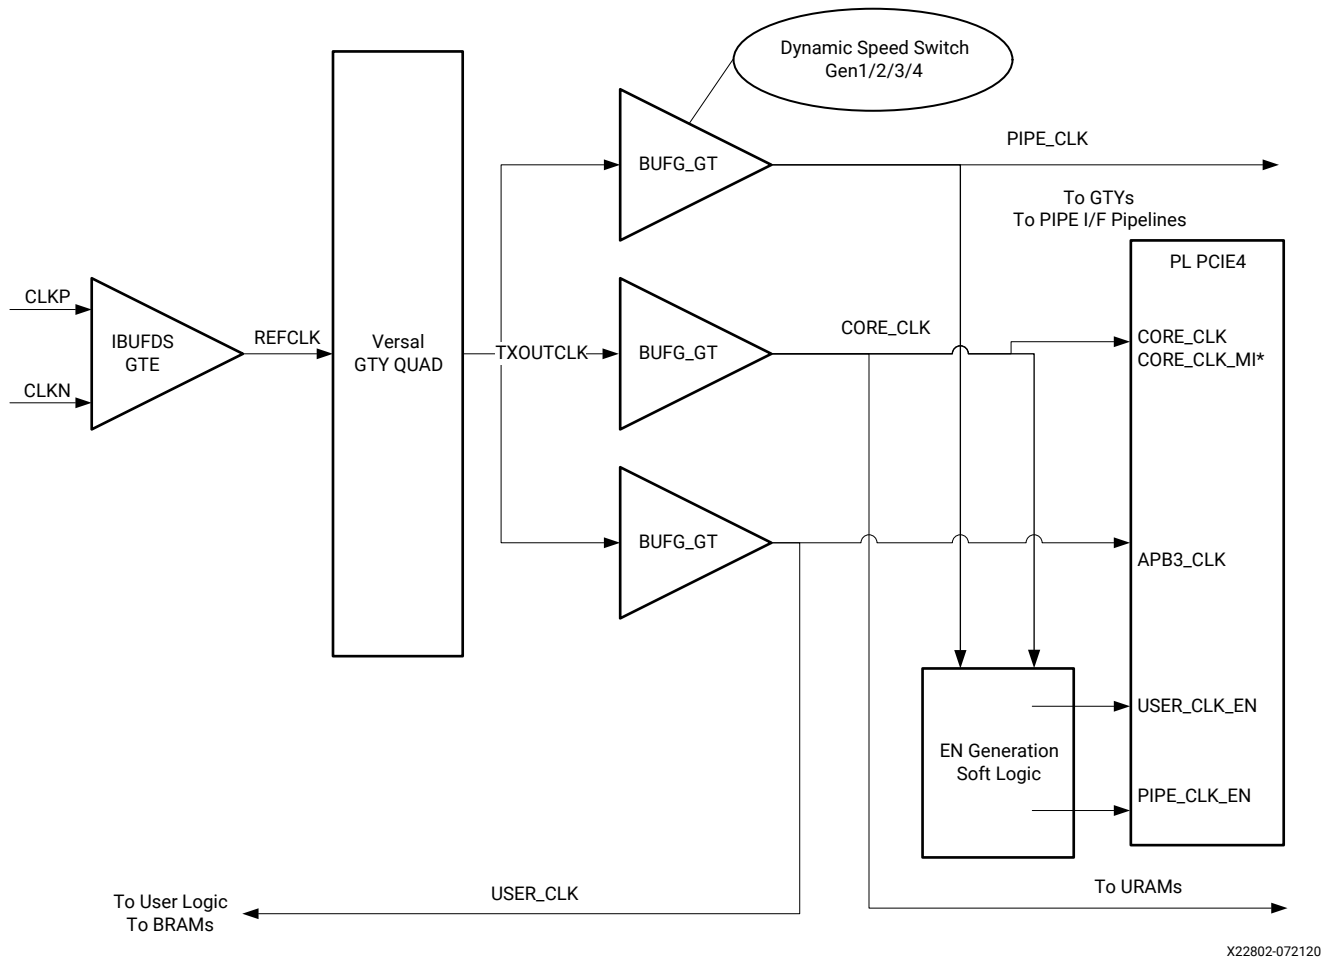 Dynamic Speed Switch
Gen1/2/3/4
PIPE_CLK
BUFG_GT
To GTYs
To PIPE I/F Pipelines
PL PCIE4
CLKP
IBUFDS
GTE
REFCLK
CLKN
Versal
GTY QUAD
TXOUTCLK
BUFG_GT
CORE_CLK
CORE_CLK
CORE_CLK_MI*
BUFG_GT
APB3_CLK
USER_CLK_EN
EN Generation
Soft Logic
PIPE_CLK_EN
USER_CLK
To URAMs
To User Logic
To BRAMs
X22802-072120